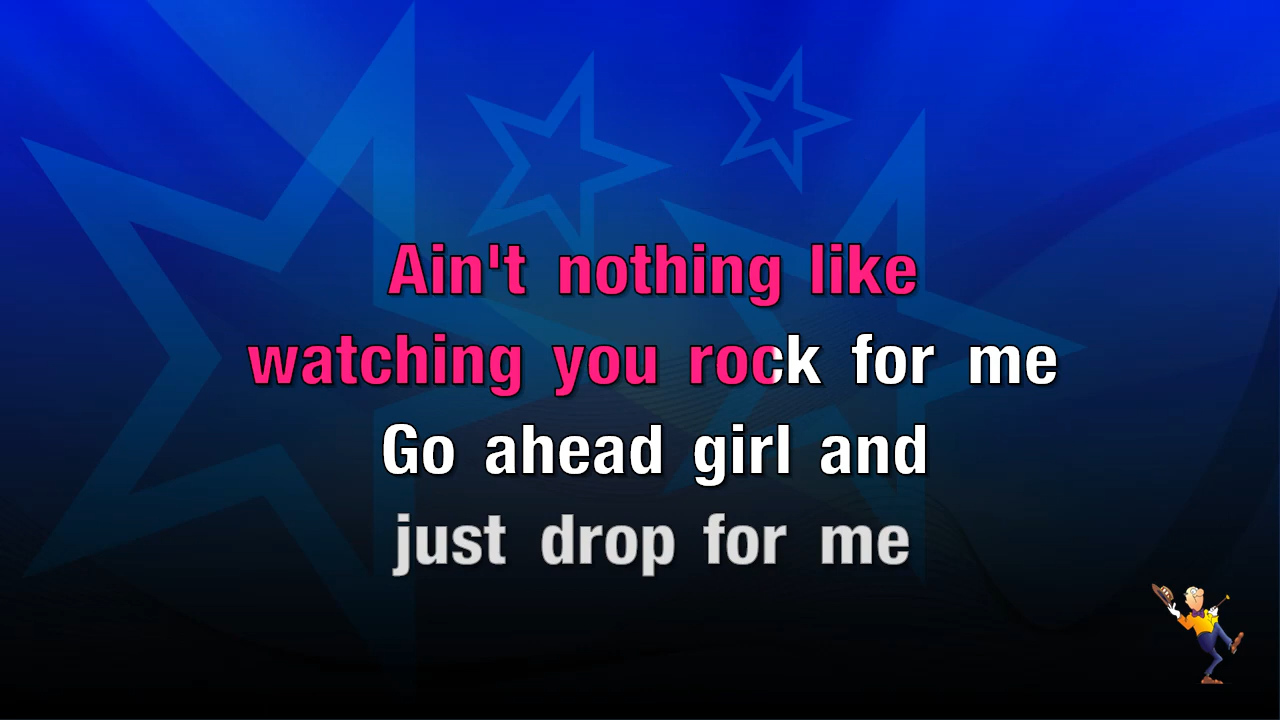 Ain't nothing like
watching you rock for me
Go ahead girl and
just drop for me